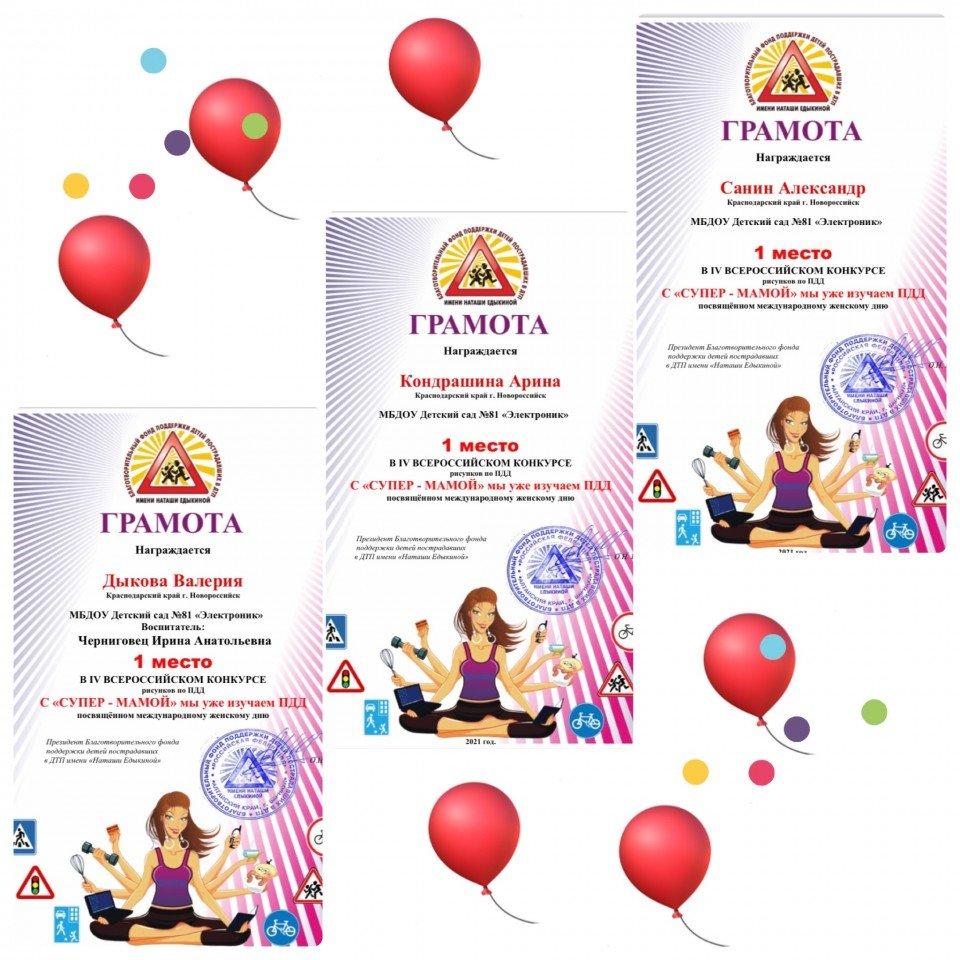 БЛАГОТВОРИТЕЛЬНЫЙ ФОНД ПОДДЕРЖКИ ДЕТЕЙ ПОСТРАДАВШИХ В ДТП
ИМЕНИ НАТАШИ ЕДЫКИНОЙ
ГРАМОТА
Награждается
Дыкова Валерия
Краснодарский край г. Новороссийск
МБДОУ Детский сад №81 «Электроник»
Воспитатель:
Черниговец Ирина Анатольевна
1 место
В IV ВСЕРОССИЙСКОМ КОНКУРСЕ
рисунков по ПДД
С «СУПЕР - МАМОЙ» мы уже изучаем ПДД
посвящённом международному женскому дню
Президент Благотворительного фонда
поддержки детей пострадавших
в ДТП имени «Наташи Едыкиной»
БЛАГОТВОРИТЕЛЬНЫЙ ФОНД ПОДДЕРЖКИ ДЕТЕЙ ПОСТРАДАВШИХ В ДТП
ИМЕНИ НАТАШИ ЕДЫКИНОЙ
ГРАМОТА
Награждается
Кондрашина Арина
Краснодарский край г. Новороссийск
МБДОУ Детский сад №81 «Электроник»
1 место
В IV ВСЕРОССИЙСКОМ КОНКУРСЕ
рисунков по ПДД
С «СУПЕР - МАМОЙ» мы уже изучаем ПДД
посвящённом международному женскому дню
Президент Благотворительного фонда
поддержки детей пострадавших
в ДТП имени «Наташи Едыкиной»
2021 год.
БЛАГОТВОРИТЕЛЬНЫЙ ФОНД ПОДДЕРЖКИ ДЕТЕЙ ПОСТРАДАВШИХ В ДТП
ИМЕНИ НАТАШИ ЕДЫКИНОЙ
ГРАМОТА
Награждается
Санин Александр
Краснодарский край г. Новороссийск
МБДОУ Детский сад №81 «Электроник»
1 место
В IV ВСЕРОССИЙСКОМ КОНКУРСЕ
рисунков по ПДД
С «СУПЕР - МАМОЙ» мы уже изучаем ПДД
посвящённом международному женскому дню
Президент Благотворительного фонда
поддержки детей пострадавших
в ДТП имени «Наташи Едыкиной»
2021 год